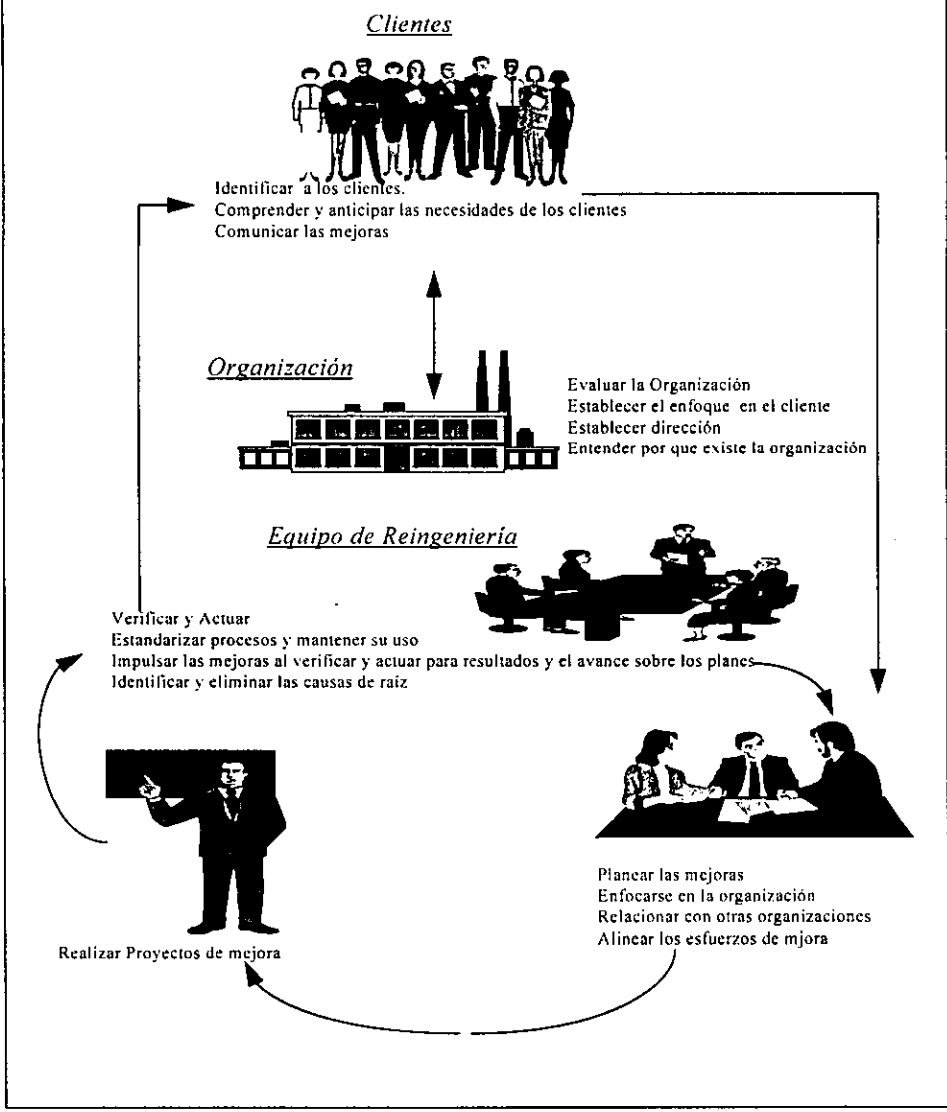 Clientes
Identificar a los clientes.
Comprender y anticipar las necesidades de los clientes
Comunicar las mejoras
Organización
Evaluar la Organización
Establecer el enfoque en el cliente
Establecer dirección
Entender por que existe la organización
Equipo de Reingeniería
Verificar y Actuar
Estandarizar procesos y mantener su uso
Impulsar las mejoras al verificar y actuar para resultados y el avance sobre los planes
Identificar y eliminar las causas de raíz
Planear las mejoras
Enfocarse en la organización
Relacionar con otras organizaciones
Alinear los esfuerzos de mjora
Realizar Proyectos de mejora